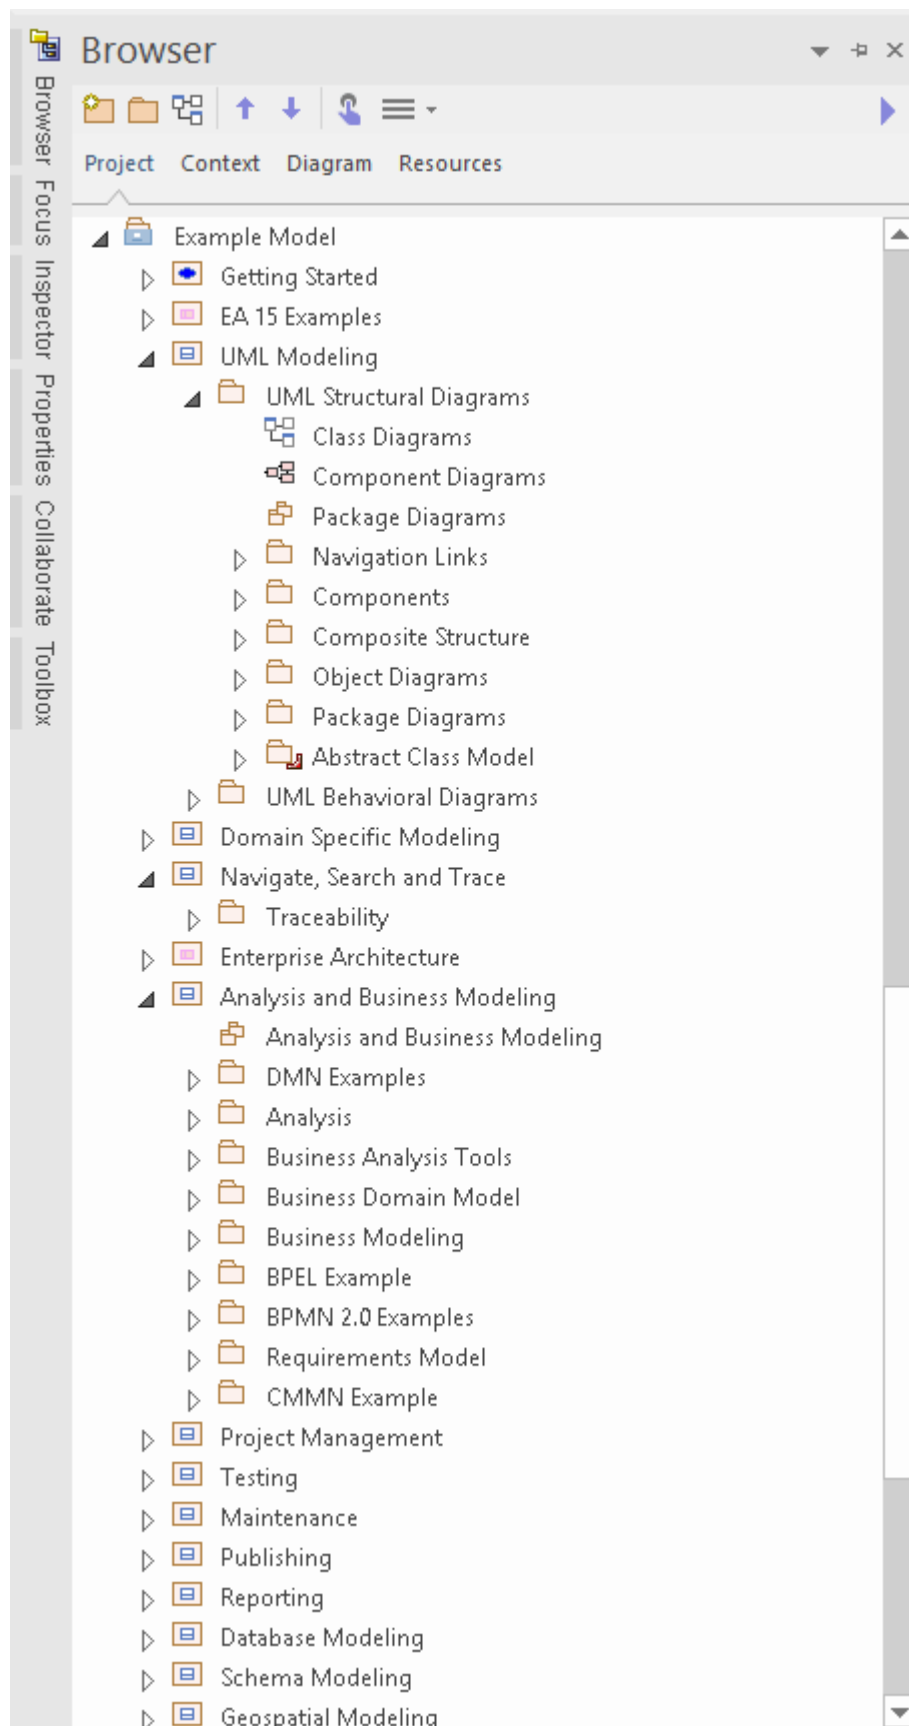 Browser
Project Context Diagram Resources
Browser
Focus
Inspector
Properties
Collaborate
Toolbox
Example Model
Getting Started
EA 15 Examples
UML Modeling
UML Structural Diagrams
Class Diagrams
Component Diagrams
Package Diagrams
Navigation Links
Components
Composite Structure
Object Diagrams
Package Diagrams
Abstract Class Model
UML Behavioral Diagrams
Domain Specific Modeling
Navigate, Search and Trace
Traceability
Enterprise Architecture
Analysis and Business Modeling
Analysis and Business Modeling
DMN Examples
Analysis
Business Analysis Tools
Business Domain Model
Business Modeling
BPEL Example
BPMN 2.0 Examples
Requirements Model
CMMN Example
Project Management
Testing
Maintenance
Publishing
Reporting
Database Modeling
Schema Modeling
Geospatial Modeling